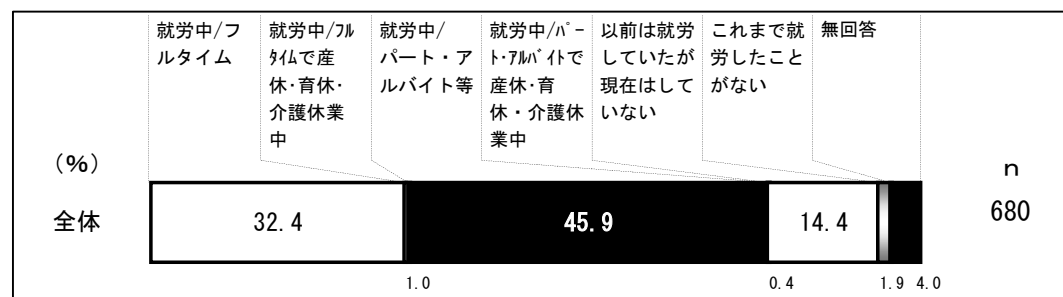 就労中/フルタイム
就労中/ﾌﾙﾀｲﾑで産休･育休･介護休業中
就労中/パート・アルバイト等
就労中/ﾊﾟｰﾄ･ｱﾙﾊﾞｲﾄで産休･育休・介護休業中
以前は就労していたが現在はしていない
これまで就労したことがない
無回答
(%)
n
全体
32.4
45.9
14.4
680
1.0
0.4
1.9
4.0